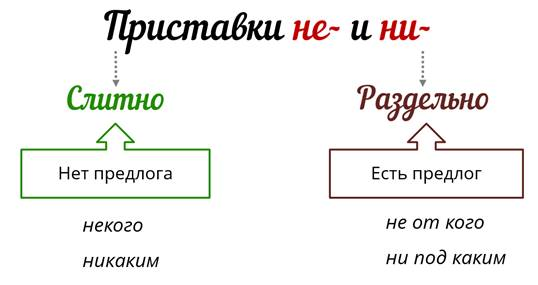 Приставки не- и ни-
Слитно
Раздельно
Нет предлога
Есть предлог
некого
никаким
не от кого
ни под каким